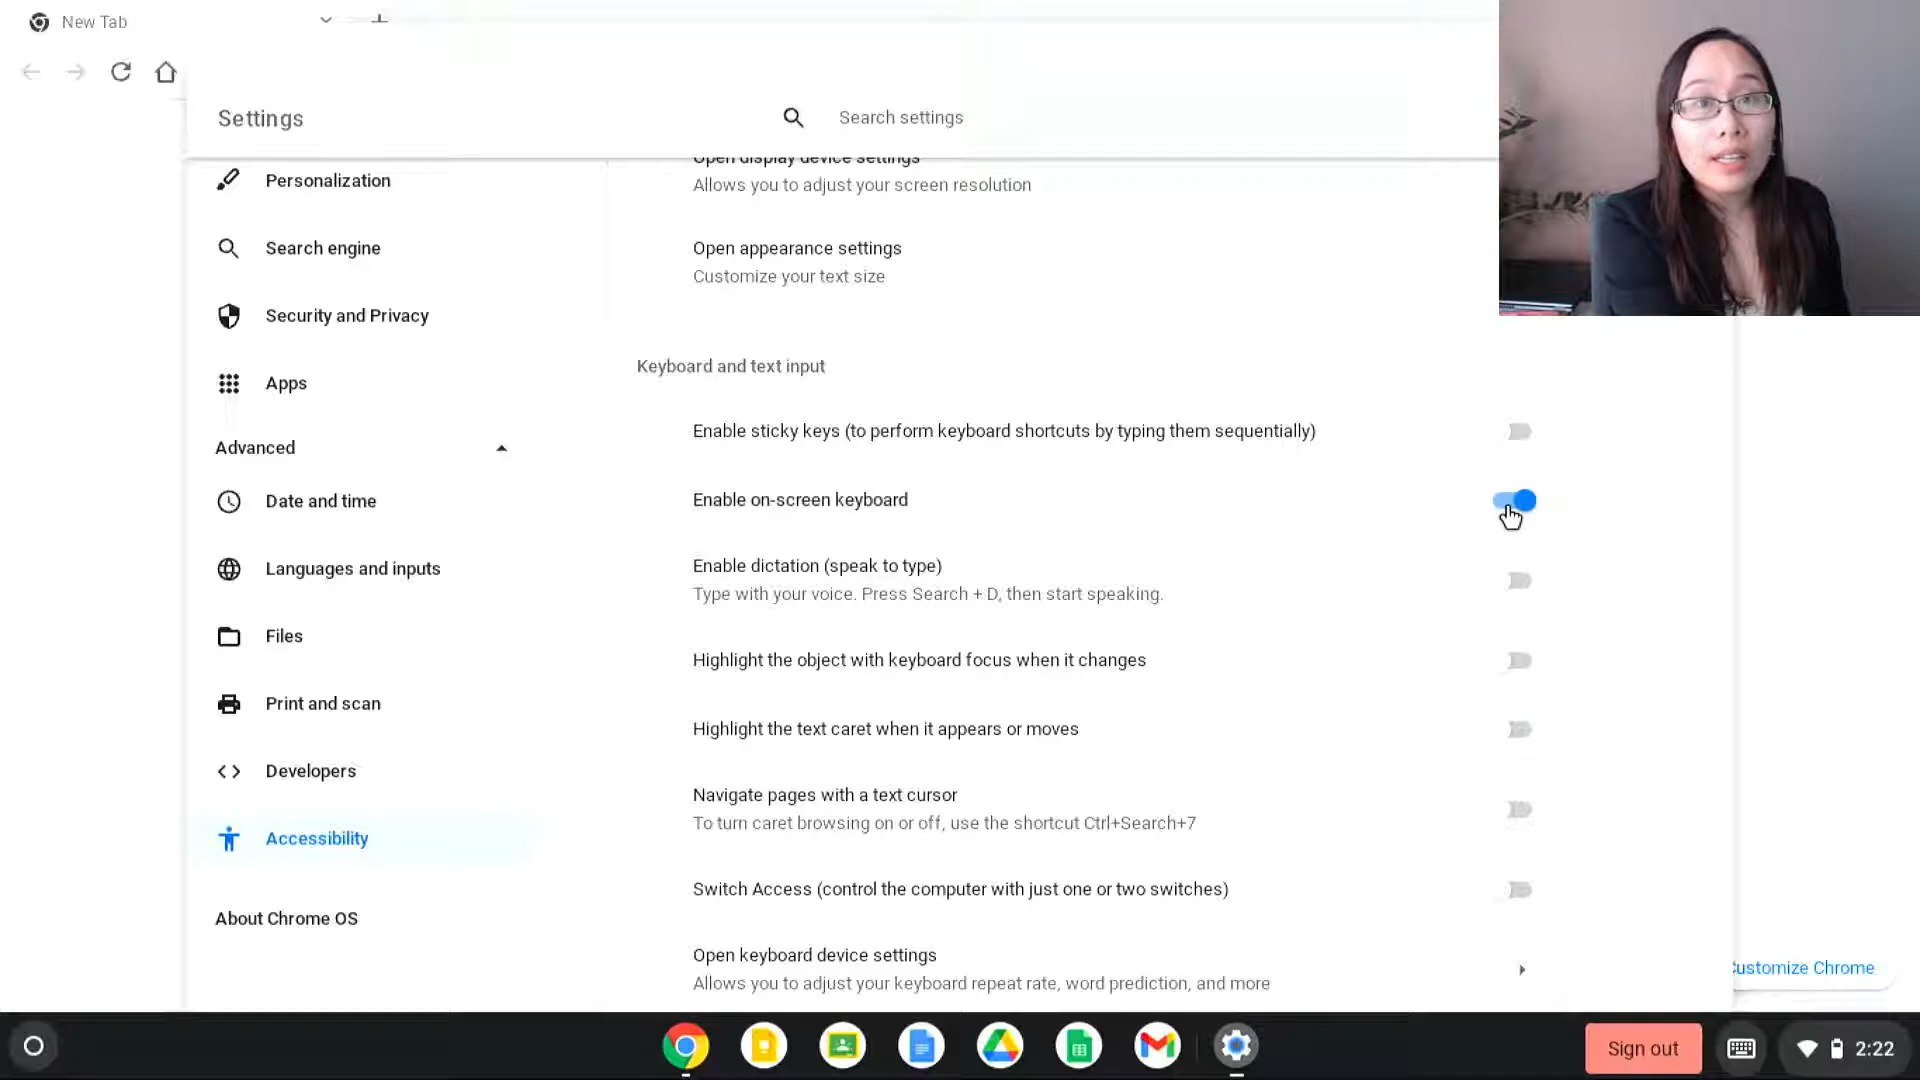 New Tab
Settings
Search settings
Personalization
Search engine
Security and Privacy
Apps
Advanced
Date and time
Languages and inputs
Files
Print and scan
Developers
Accessibility
About Chrome OS
Open display device settings
Allows you to adjust your screen resolution
Open appearance settings
Customize your text size
Keyboard and text input
Enable sticky keys (to perform keyboard shortcuts by typing them sequentially)
Enable on-screen keyboard
Enable dictation (speak to type)
Type with your voice. Press Search + D, then start speaking.
Highlight the object with keyboard focus when it changes
Highlight the text caret when it appears or moves
Navigate pages with a text cursor
To turn caret browsing on or off, use the shortcut Ctrl+Search+7
Switch Access (control the computer with just one or two switches)
Open keyboard device settings
Allows you to adjust your keyboard repeat rate, word prediction, and more
ustomize Chrome
Sign out
2:22